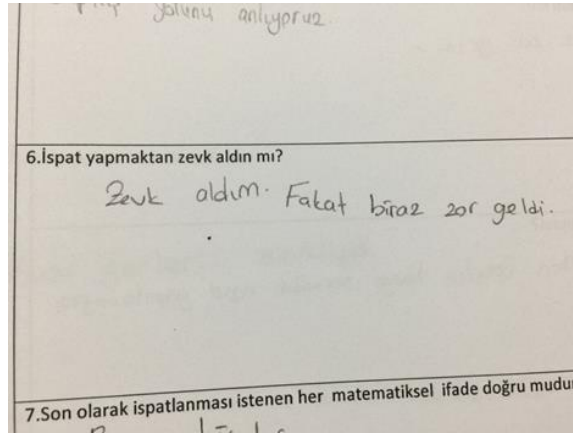 yolunu anlıyoruz
6.İspat yapmaktan zevk aldın mı?
Zevk aldım. Fakat biraz zor geldi.
7.Son olarak ispatlanması istenen her matematiksel ifade doğru mudu